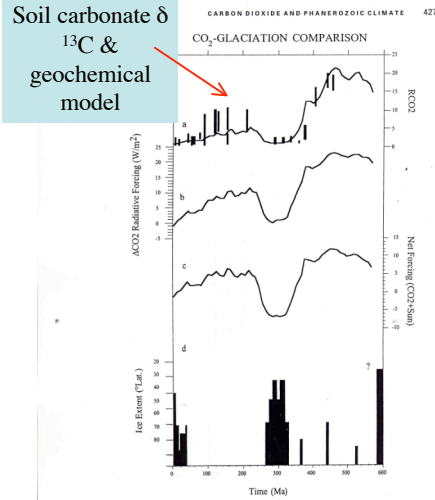 Soil carbonate δ
¹³C &
geochemical
model
CARBON DIOXIDE AND PHANEROZOIC CLIMATE 427
CO₂-GLACIATION COMPARISON
25
20
15
10
5
0
RCO2
a
ΔCO2 Radiative Forcing (W/m²)
25
20
15
10
5
0
-5
b
15
10
5
0
-5
-10
Net Forcing (CO2+Sun)
c
d
?
Ice Extent (°Lat.)
20
30
40
50
60
70
80
0 100 200 300 400 500 600
Time (Ma)